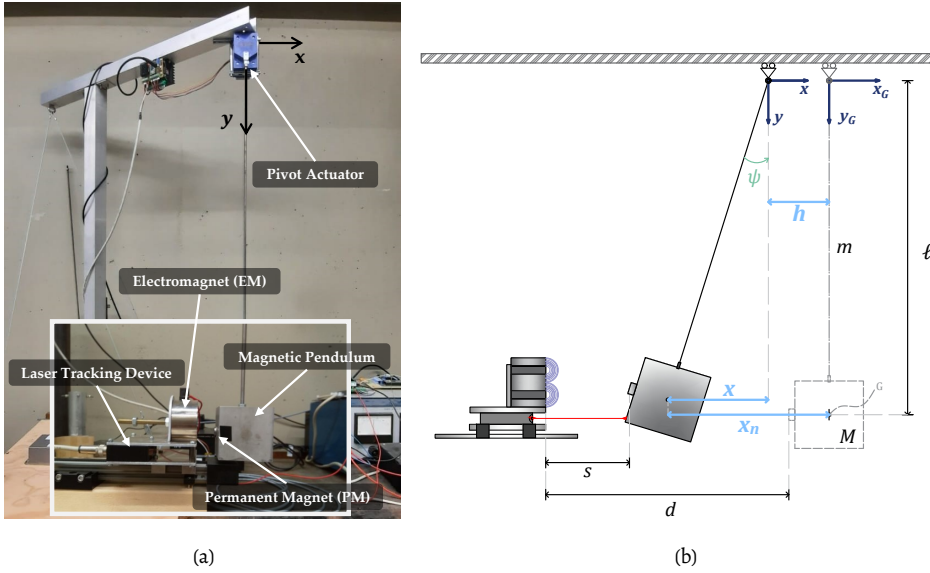 x
y
Pivot Actuator
Electromagnet (EM)
Laser Tracking Device
Magnetic Pendulum
Permanent Magnet (PM)
(a)
x
x_G
y
y_G
ψ
h
m
ℓ
x
G
x_n
M
s
d
(b)